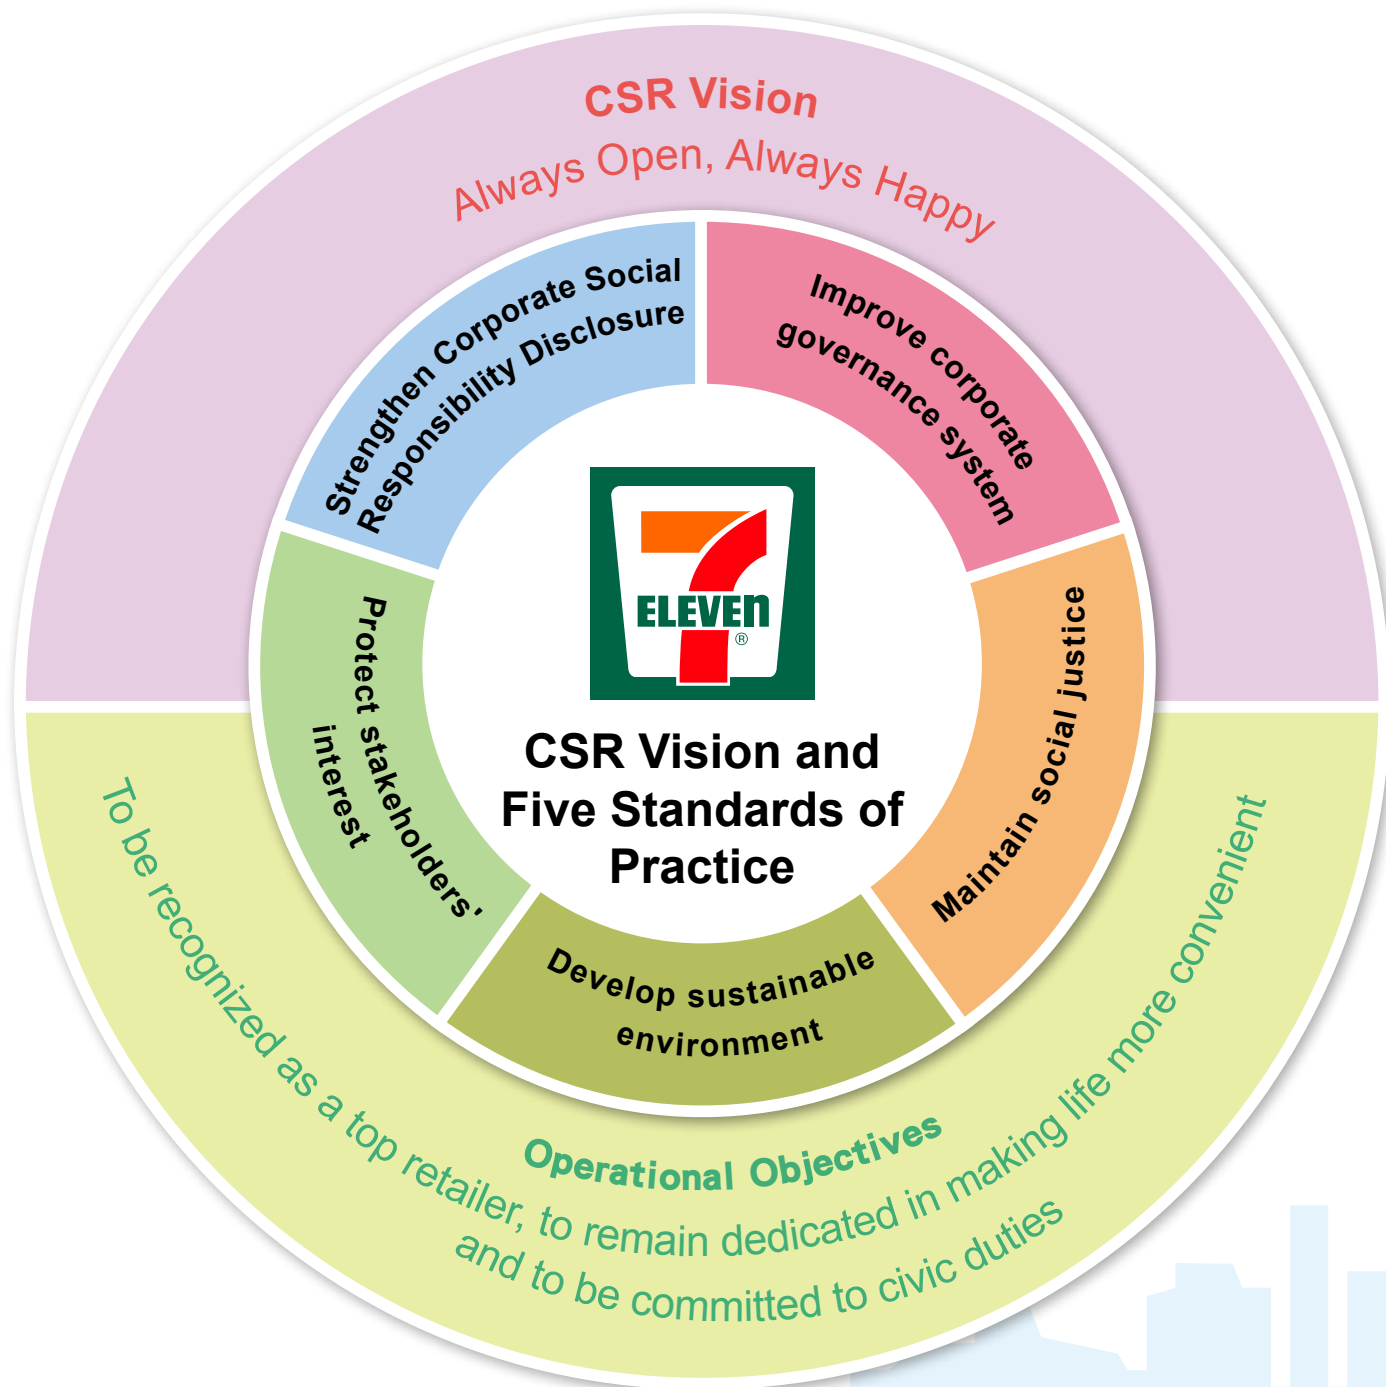 CSR Vision
Always Open, Always Happy
Strengthen Corporate Social
Responsibility Disclosure
Improve corporate
governance system
Maintain social justice
Develop sustainable
environment
Protect stakeholders'
interest
ELEVEn
®
CSR Vision and
Five Standards of
Practice
Operational Objectives
To be recognized as a top retailer, to remain dedicated in making life more convenient
and to be committed to civic duties